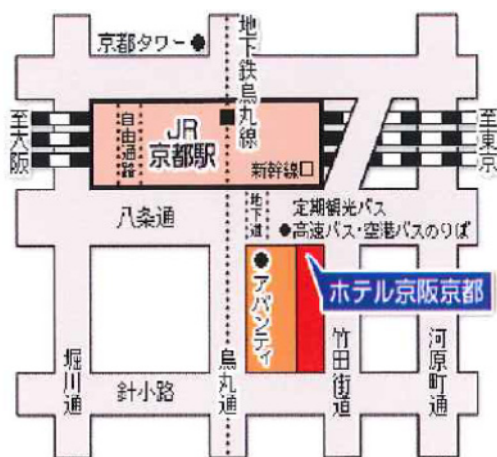 京都タワー
地下鉄烏丸線
至大阪
自由通路
JR
京都駅
新幹線口
至東京
八条通
地下道
定期観光バス
高速バス・空港バスのりば
アバンティ
ホテル京阪京都
堀川通
針小路
烏丸通
竹田街道
河原町通